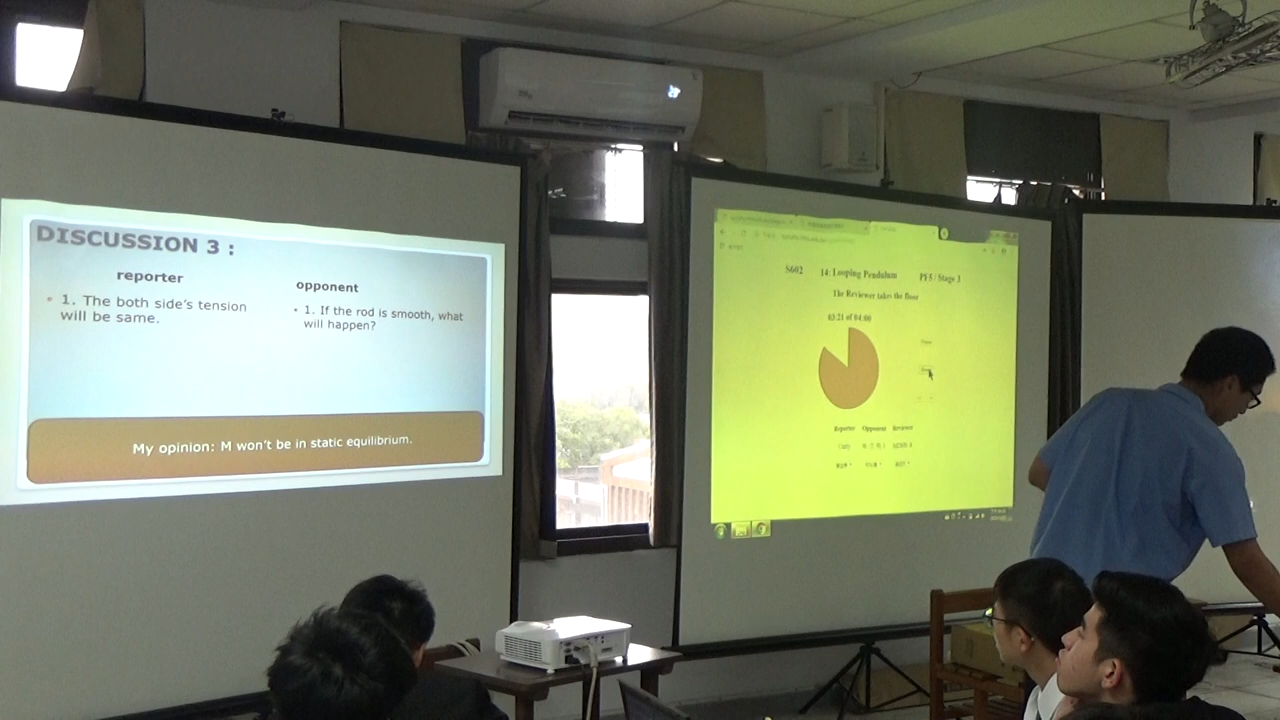 DISCUSSION 3 :
reporter
• 1. The both side's tension
will be same.
opponent
• 1. If the rod is smooth, what
will happen?
My opinion: M won't be in static equilibrium.
S602 14: Looping Pendulum PF5 / Stage 3
The Reviewer takes the floor
03:21 of 04:00
Reporter Opponent Reviewer